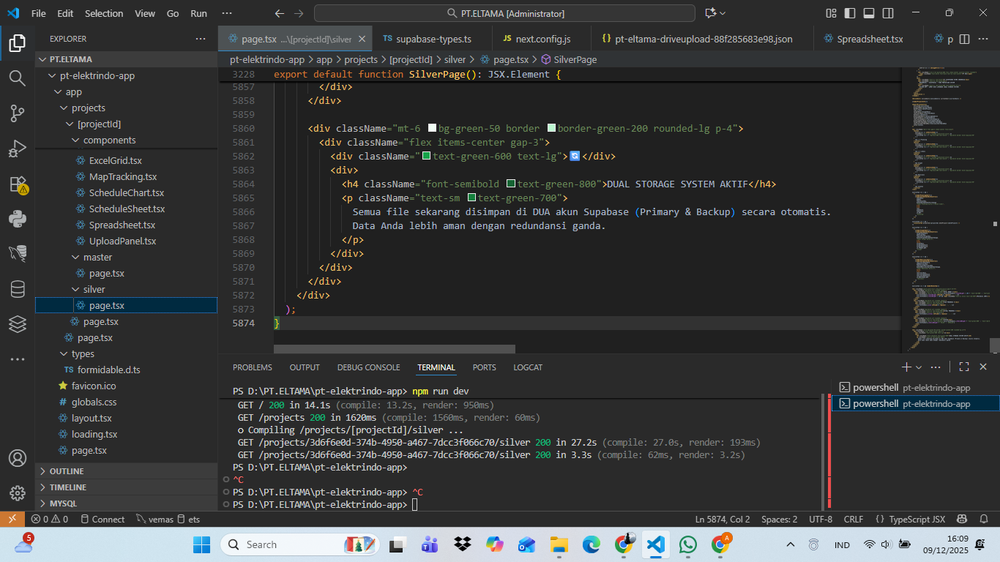 File Edit Selection View Go Run ··· PT.ELTAMA [Administrator]
EXPLORER ···
page.tsx ...\[projectId]\silver
TS supabase-types.ts
JS next.config.js
{} pt-eltama-driveupload-88f285683e98.json
Spreadsheet.tsx
p
PT.ELTAMA
pt-elektrindo-app
app
projects
[projectId]
components
ExcelGrid.tsx
MapTracking.tsx
ScheduleChart.tsx
ScheduleSheet.tsx
Spreadsheet.tsx
UploadPanel.tsx
master
page.tsx
silver
page.tsx
page.tsx
page.tsx
types
TS formidable.d.ts
favicon.ico
# globals.css
layout.tsx
loading.tsx
page.tsx
OUTLINE
TIMELINE
MYSQL
pt-elektrindo-app > app > projects > [projectId] > silver > page.tsx > SilverPage
3228 export default function SilverPage(): JSX.Element {
5857 </div>
5858 </div>
5859
5860 <div className="mt-6 bg-green-50 border border-green-200 rounded-lg p-4">
5861 <div className="flex items-center gap-3">
5862 <div className="text-green-600 text-lg">🔄</div>
5863 <div>
5864 <h4 className="font-semibold text-green-800">DUAL STORAGE SYSTEM AKTIF</h4>
5865 <p className="text-sm text-green-700">
5866 Semua file sekarang disimpan di DUA akun Supabase (Primary & Backup) secara otomatis.
5867 Data Anda lebih aman dengan redundansi ganda.
5868 </p>
5869 </div>
5870 </div>
5871 </div>
5872 </div>
5873 );
5874 }
PROBLEMS OUTPUT DEBUG CONSOLE TERMINAL PORTS LOGCAT
PS D:\PT.ELTAMA\pt-elektrindo-app> npm run dev
GET / 200 in 14.1s (compile: 13.2s, render: 950ms)
GET /projects 200 in 1620ms (compile: 1560ms, render: 60ms)
o Compiling /projects/[projectId]/silver ...
GET /projects/3d6f6e0d-374b-4950-a467-7dcc3f066c70/silver 200 in 27.2s (compile: 27.0s, render: 193ms)
GET /projects/3d6f6e0d-374b-4950-a467-7dcc3f066c70/silver 200 in 3.3s (compile: 62ms, render: 3.2s)
PS D:\PT.ELTAMA\pt-elektrindo-app>
^C
PS D:\PT.ELTAMA\pt-elektrindo-app> ^C
PS D:\PT.ELTAMA\pt-elektrindo-app>
powershell pt-elektrindo-app
powershell pt-elektrindo-app
0 0 Connect vemas ets
Ln 5874, Col 2 Spaces: 2 UTF-8 CRLF {} TypeScript JSX
5
Search
A
IND
16:09
09/12/2025